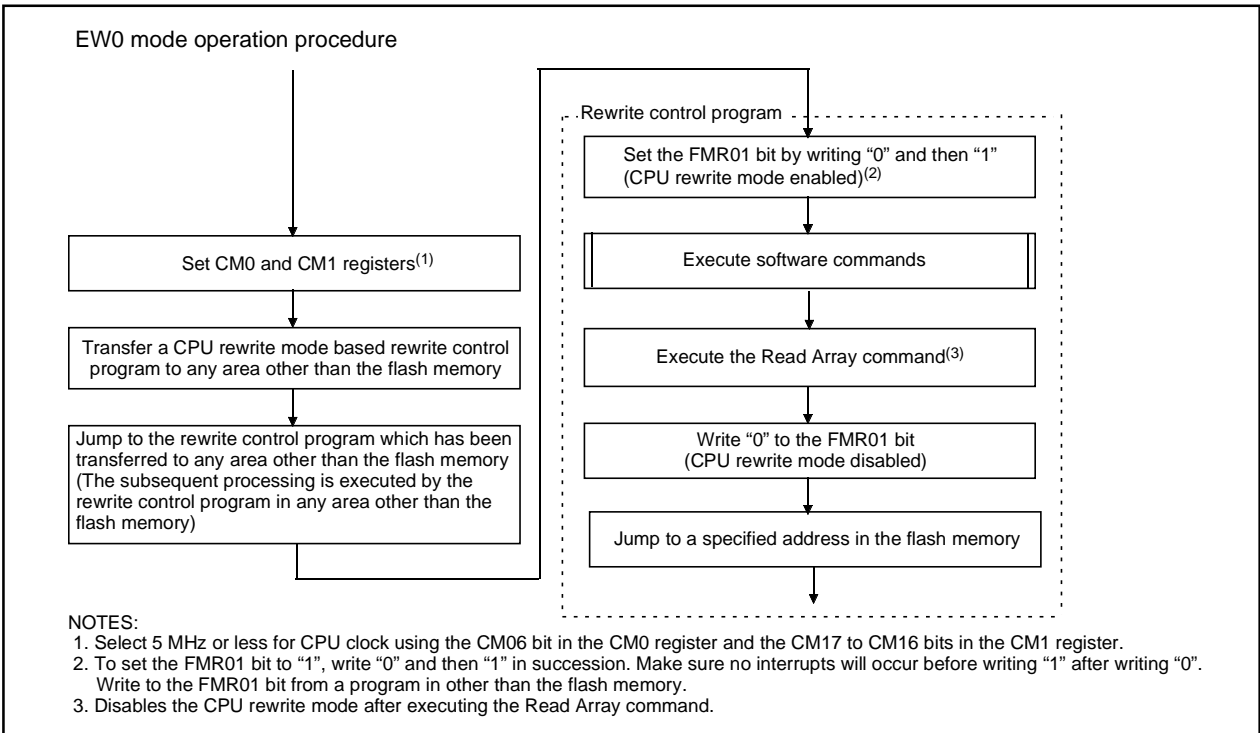 EW0 mode operation procedure
Set CM0 and CM1 registers(1)
Transfer a CPU rewrite mode based rewrite control
program to any area other than the flash memory
Jump to the rewrite control program which has been
transferred to any area other than the flash memory
(The subsequent processing is executed by the
rewrite control program in any area other than the
flash memory)
Rewrite control program
Set the FMR01 bit by writing “0” and then “1”
(CPU rewrite mode enabled)(2)
Execute software commands
Execute the Read Array command(3)
Write “0” to the FMR01 bit
(CPU rewrite mode disabled)
Jump to a specified address in the flash memory
NOTES:
1. Select 5 MHz or less for CPU clock using the CM06 bit in the CM0 register and the CM17 to CM16 bits in the CM1 register.
2. To set the FMR01 bit to “1”, write “0” and then “1” in succession. Make sure no interrupts will occur before writing “1” after writing “0”.
Write to the FMR01 bit from a program in other than the flash memory.
3. Disables the CPU rewrite mode after executing the Read Array command.